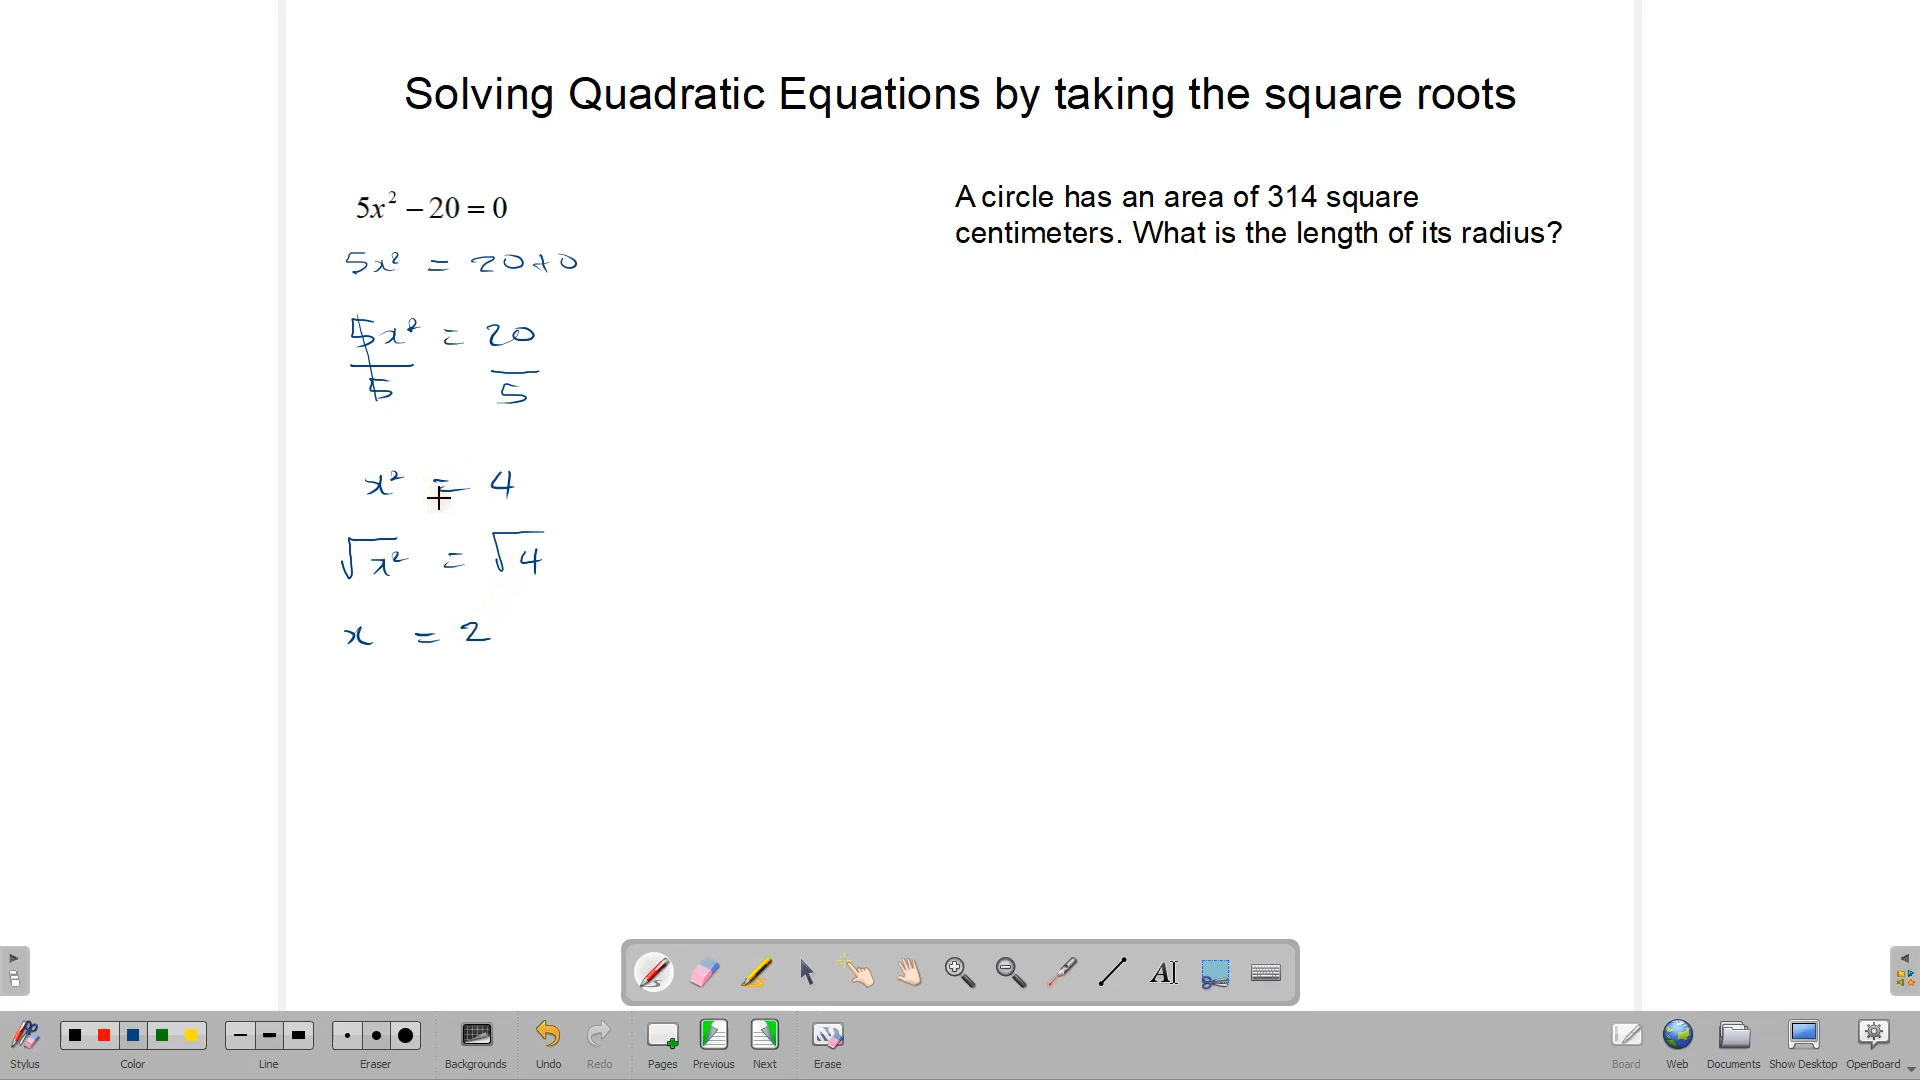 Solving Quadratic Equations by taking the square roots
5x² – 20 = 0
5x² = 20+0
5x² = 20
5 5
x² = 4
√x² = √4
x = 2
A circle has an area of 314 square
centimeters. What is the length of its radius?
AI
Stylus Color Line Eraser Backgrounds Undo Redo Pages Previous Next Erase Board Web Documents Show Desktop OpenBoard